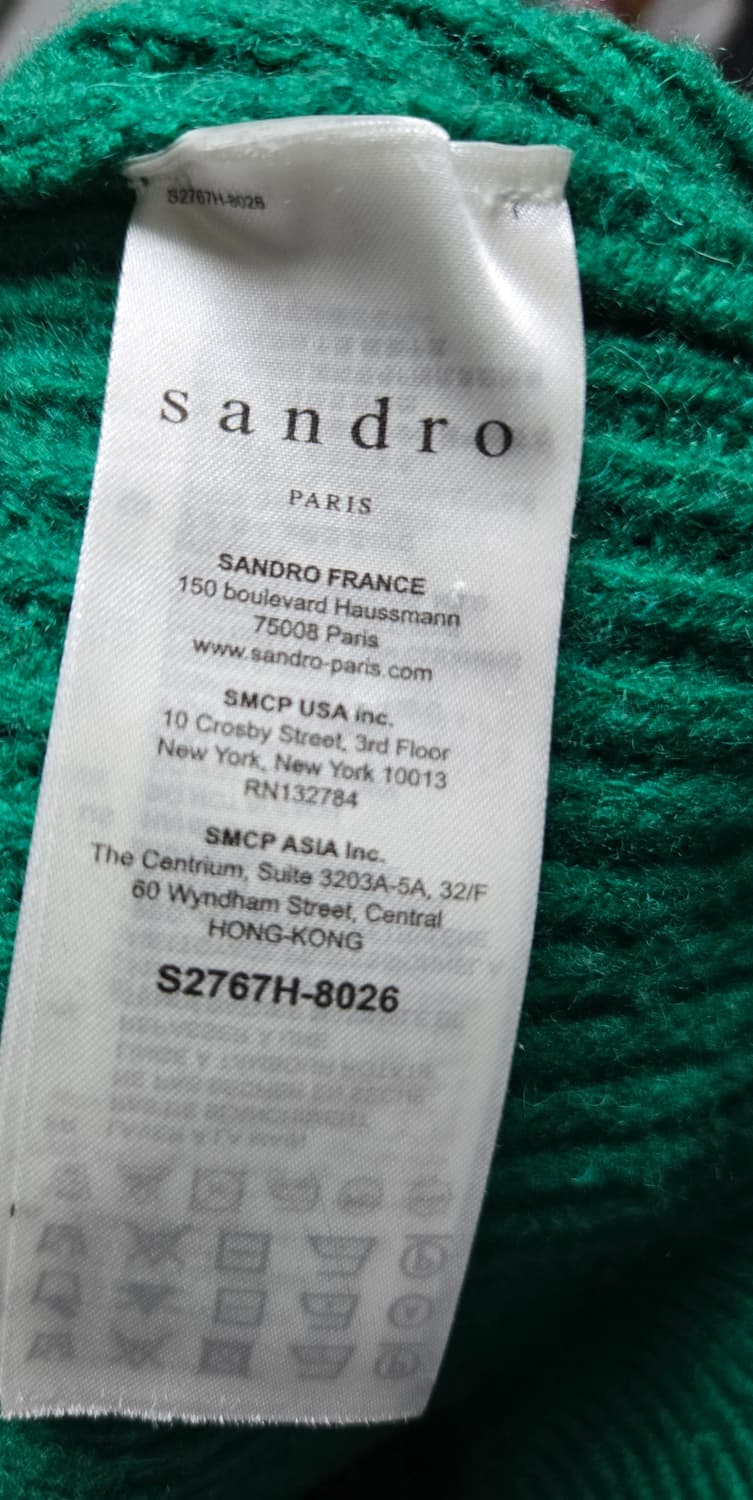 S2767H-8026
sandro
PARIS
SANDRO FRANCE
150 boulevard Haussmann
75008 Paris
www.sandro-paris.com
SMCP USA Inc.
10 Crosby Street, 3rd Floor
New York, New York 10013
RN132784
SMCP ASIA Inc.
The Centrium, Suite 3203A-5A, 32/F
60 Wyndham Street, Central
HONG-KONG
S2767H-8026